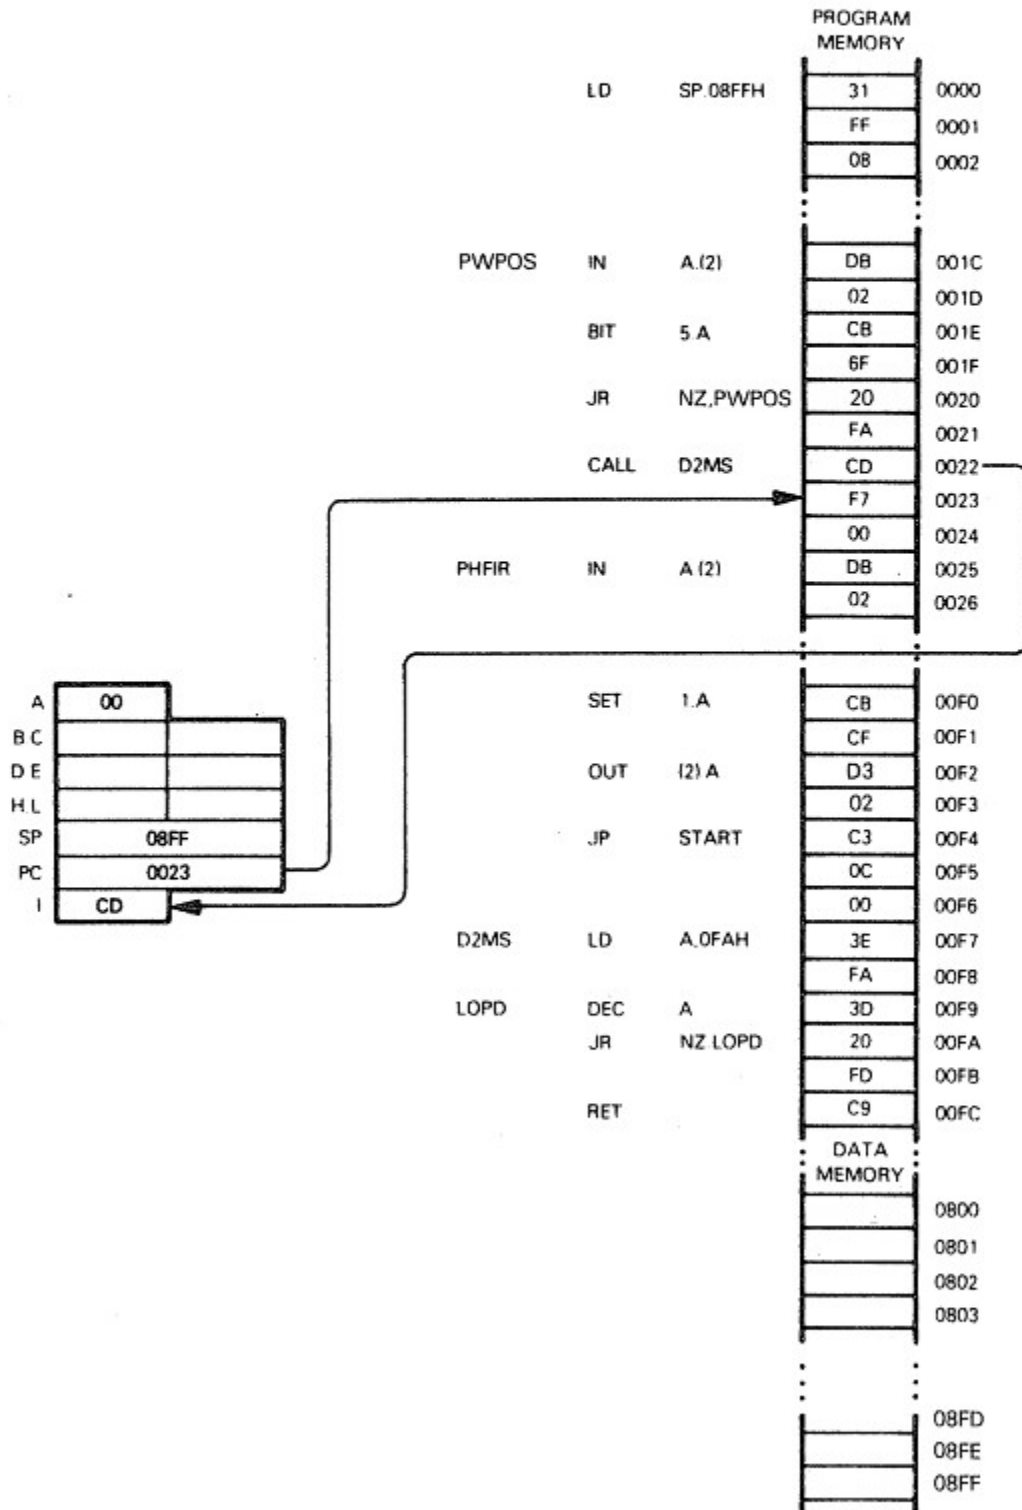 PROGRAM
MEMORY
LD SP.08FFH 31 0000
FF 0001
08 0002
PWPOS IN A.(2) DB 001C
02 001D
BIT 5.A CB 001E
6F 001F
JR NZ,PWPOS 20 0020
FA 0021
CALL D2MS CD 0022
F7 0023
00 0024
PHFIR IN A (2) DB 0025
02 0026
A 00 SET 1.A CB 00F0
B C CF 00F1
D E OUT (2) A D3 00F2
H.L 02 00F3
SP 08FF JP START C3 00F4
PC 0023 0C 00F5
I CD 00 00F6
D2MS LD A,0FAH 3E 00F7
FA 00F8
LOPD DEC A 3D 00F9
JR NZ.LOPD 20 00FA
FD 00FB
RET C9 00FC
DATA
MEMORY
0800
0801
0802
0803
08FD
08FE
08FF